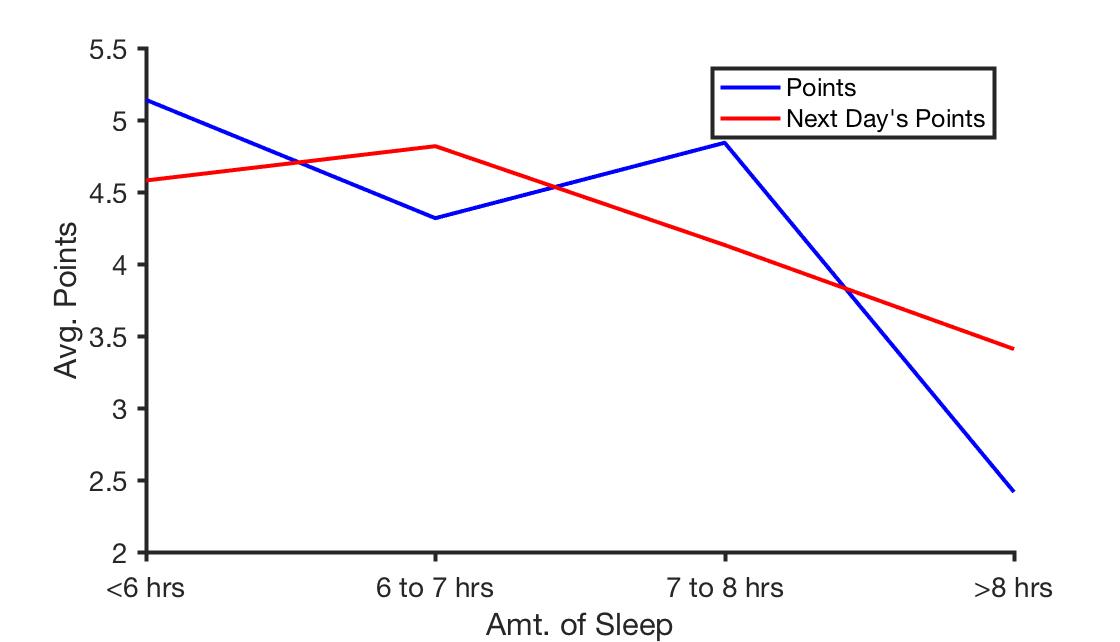 5.5
5
4.5
4
3.5
3
2.5
2
Avg. Points
Points
Next Day's Points
<6 hrs
6 to 7 hrs
7 to 8 hrs
>8 hrs
Amt. of Sleep